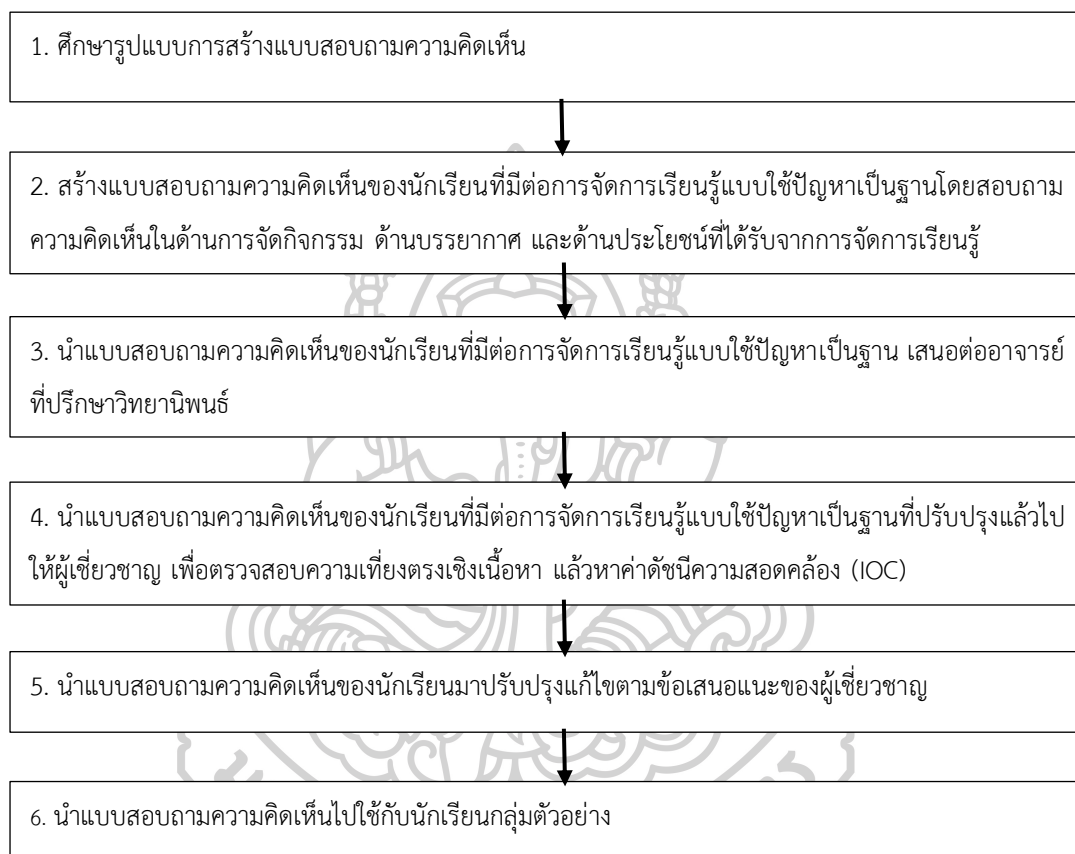 1. ศึกษารูปแบบการสร้างแบบสอบถามความคิดเห็น
2. สร้างแบบสอบถามความคิดเห็นของนักเรียนที่มีต่อการจัดการเรียนรู้แบบใช้ปัญหาเป็นฐานโดยสอบถาม
ความคิดเห็นในด้านการจัดกิจกรรม ด้านบรรยากาศ และด้านประโยชน์ที่ได้รับจากการจัดการเรียนรู้
3. นำแบบสอบถามความคิดเห็นของนักเรียนที่มีต่อการจัดการเรียนรู้แบบใช้ปัญหาเป็นฐาน เสนอต่ออาจารย์
ที่ปรึกษาวิทยานิพนธ์
4. นำแบบสอบถามความคิดเห็นของนักเรียนที่มีต่อการจัดการเรียนรู้แบบใช้ปัญหาเป็นฐานที่ปรับปรุงแล้วไป
ให้ผู้เชี่ยวชาญ เพื่อตรวจสอบความเที่ยงตรงเชิงเนื้อหา แล้วหาค่าดัชนีความสอดคล้อง (IOC)
5. นำแบบสอบถามความคิดเห็นของนักเรียนมาปรับปรุงแก้ไขตามข้อเสนอแนะของผู้เชี่ยวชาญ
6. นำแบบสอบถามความคิดเห็นไปใช้กับนักเรียนกลุ่มตัวอย่าง